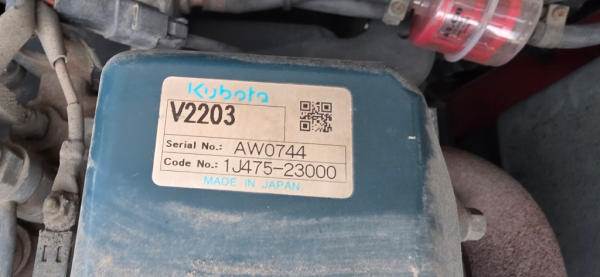 Kubota
V2203
Serial No.: AW0744
Code No.: 1J475-23000
MADE IN JAPAN